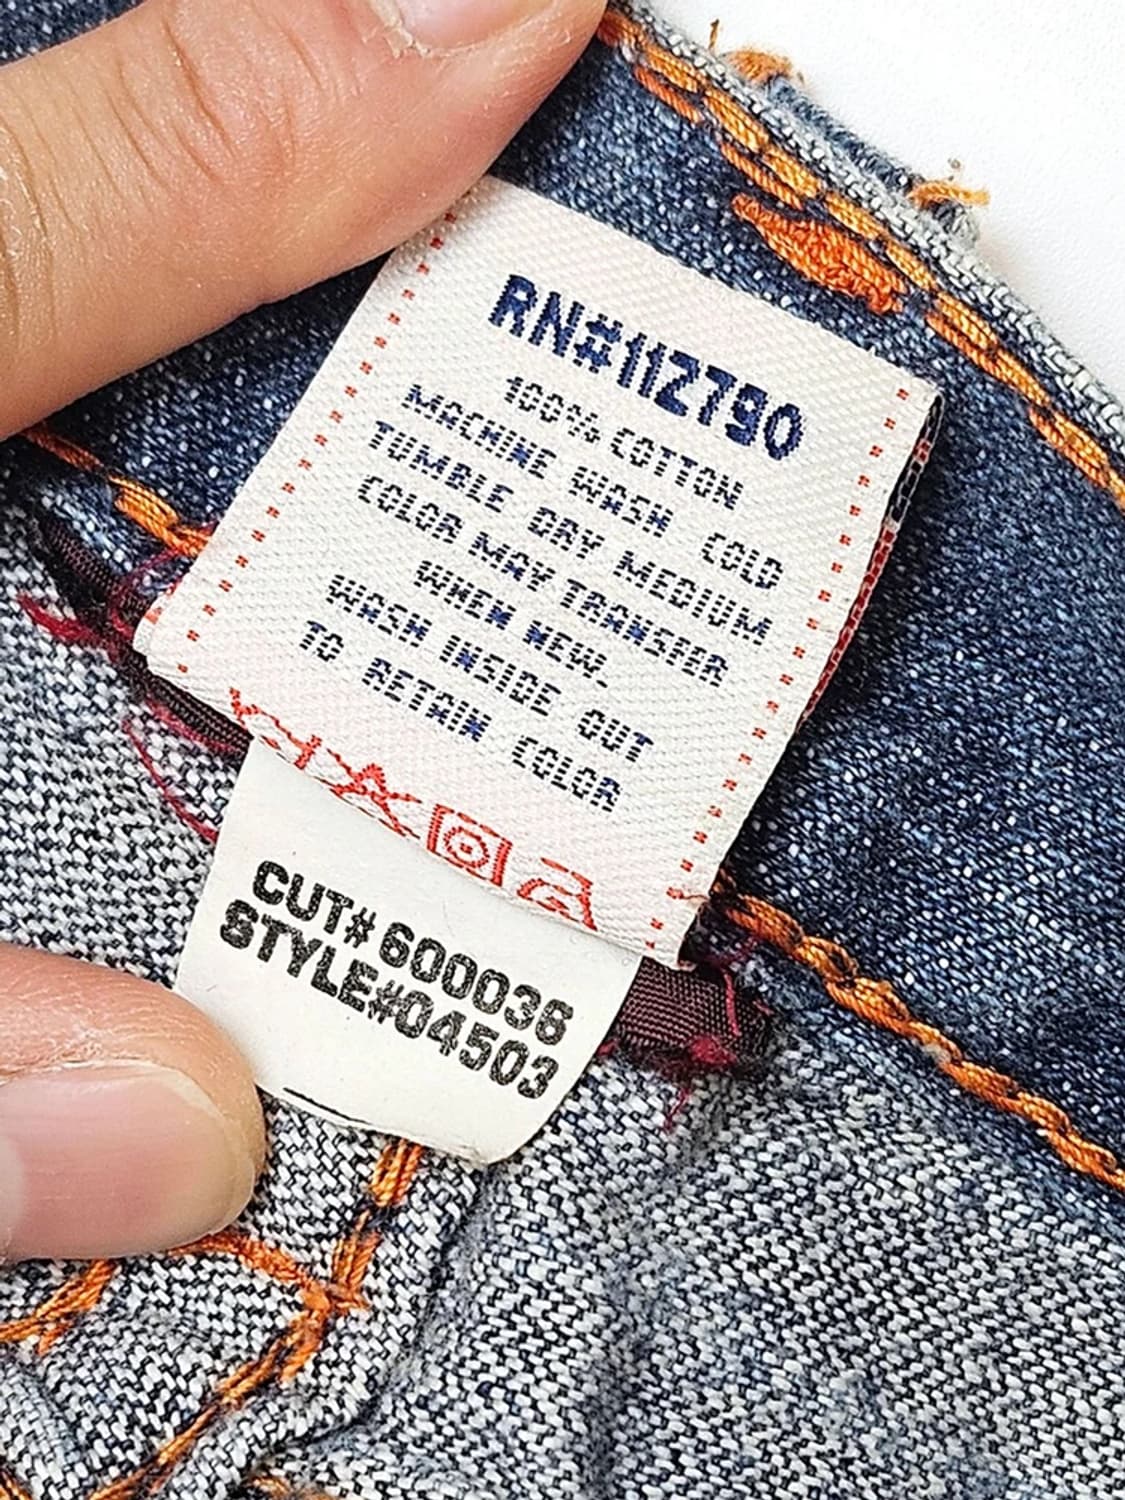 RN#112790
100% COTTON
MACHINE WASH COLD
TUMBLE DRY MEDIUM
COLOR MAY TRANSFER
WHEN NEW.
WASH INSIDE OUT
TO RETAIN COLOR
CUT# 600036
STYLE#04503